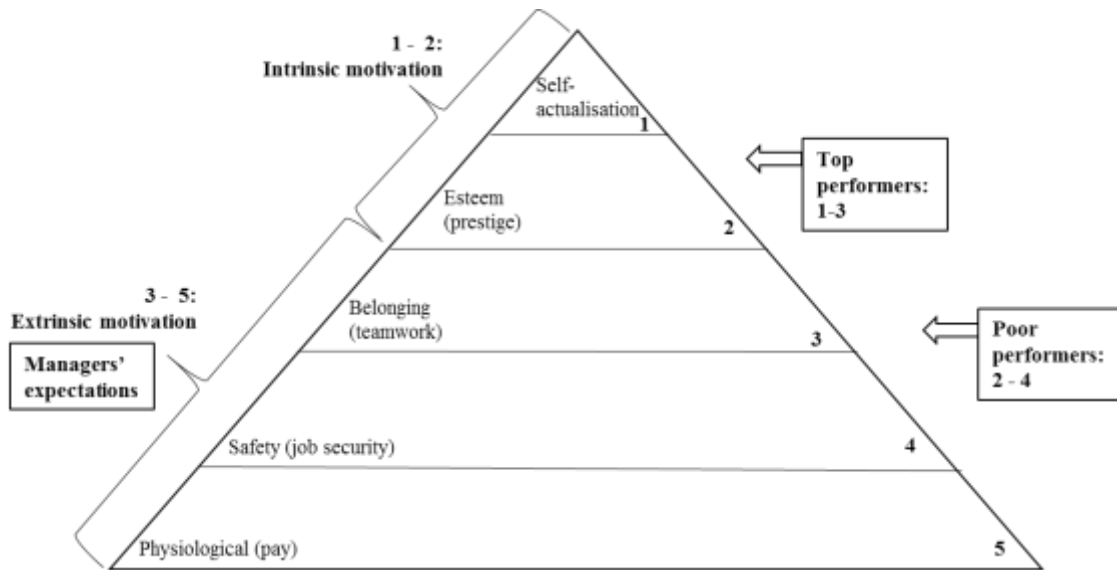 1 - 2:
Intrinsic motivation
Self-
actualisation
1
Top
performers:
1-3
Esteem
(prestige)
2
3 - 5:
Extrinsic motivation
Managers'
expectations
Belonging
(teamwork)
3
Poor
performers:
2 - 4
Safety (job security)
4
Physiological (pay)
5